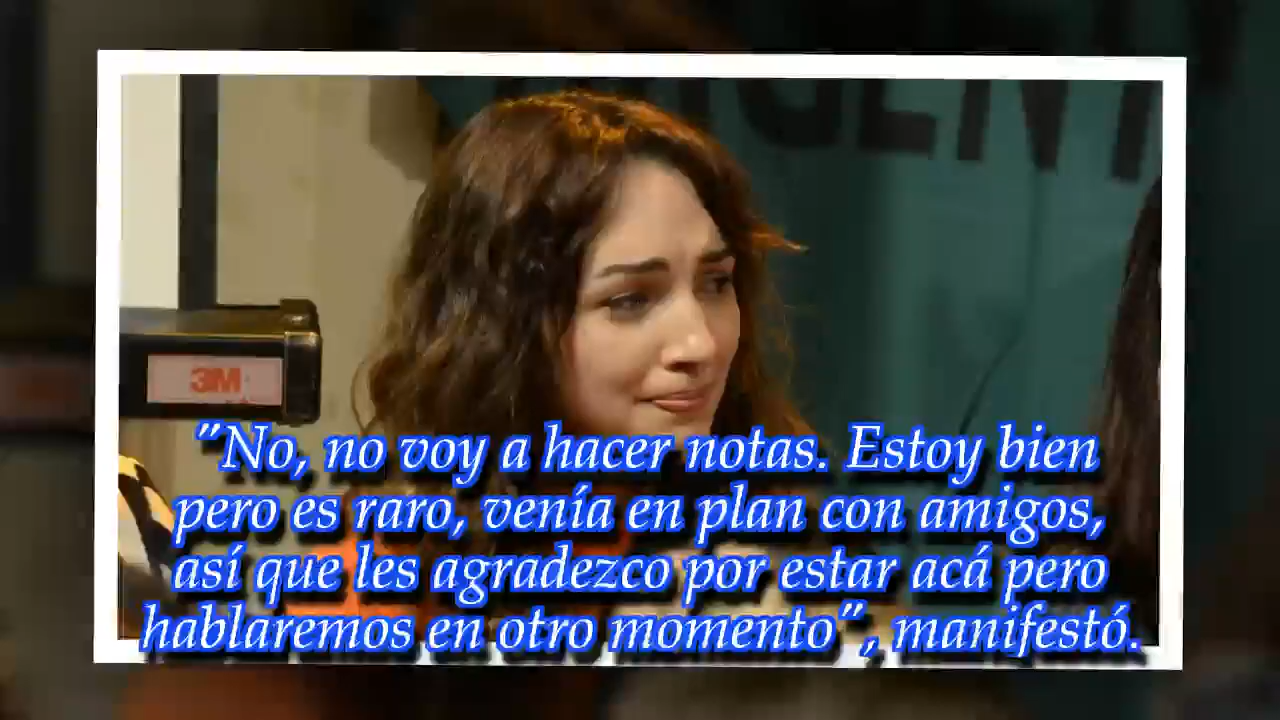 3M
"No, no voy a hacer notas. Estoy bien
pero es raro, venía en plan con amigos,
así que les agradezco por estar acá pero
hablaremos en otro momento", manifestó.